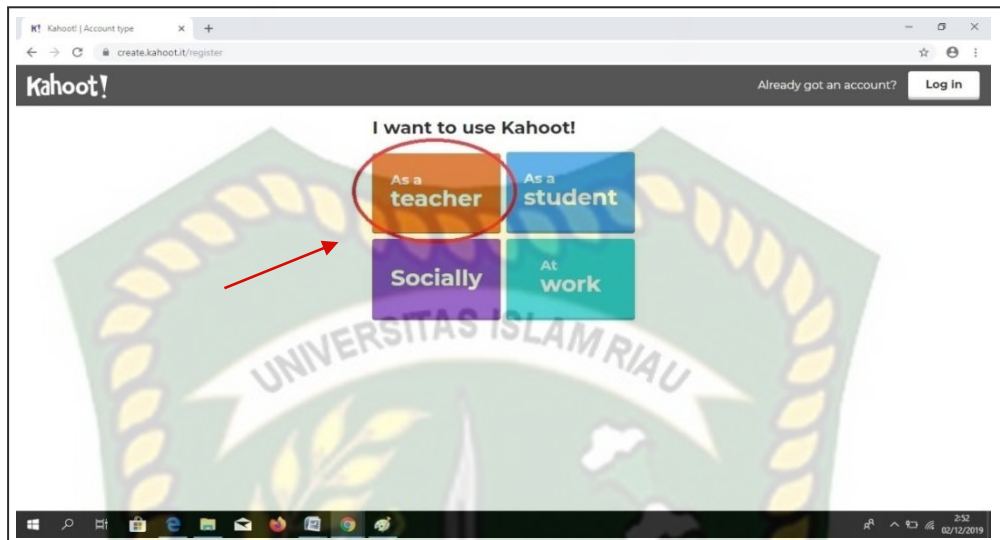 K! Kahoot! | Account type
create.kahoot.it/register
Kahoot!
Already got an account?
Log in
I want to use Kahoot!
As a
teacher
As a
student
Socially
At
work
UNIVERSITAS ISLAM RIAU
2:52
02/12/2019